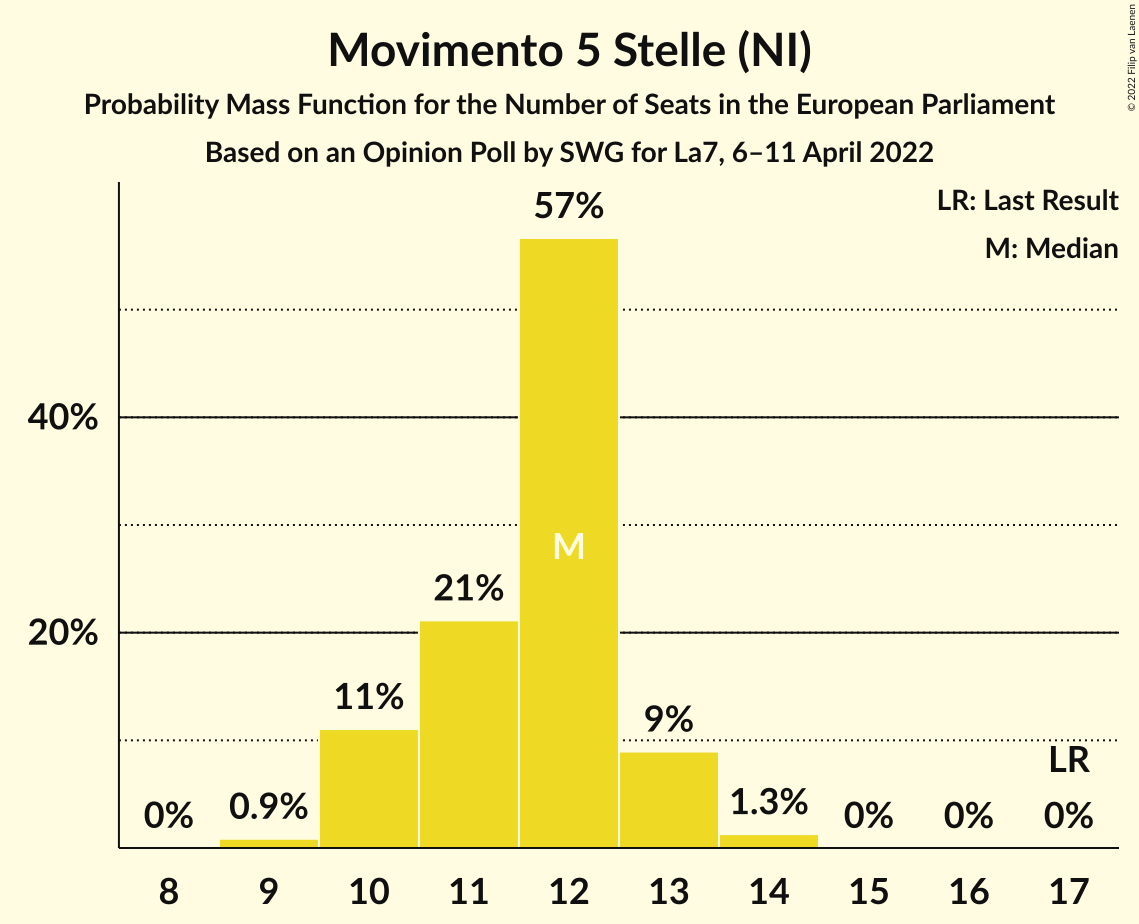 Movimento 5 Stelle (NI)
Probability Mass Function for the Number of Seats in the European Parliament
Based on an Opinion Poll by SWG for La7, 6–11 April 2022
© 2022 Filip van Laenen
LR: Last Result
M: Median
57%
40%
M
21%
20%
11%
9%
LR
0%
0.9%
1.3%
0%
0%
0%
8
9
10
11
12
13
14
15
16
17